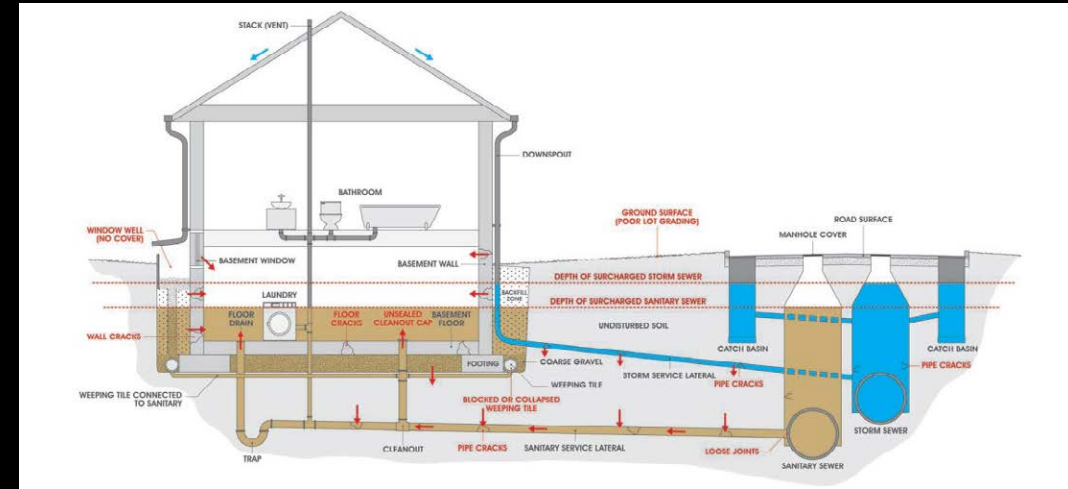 STACK (VENT)
DOWNSPOUT
BATHROOM
GROUND SURFACE
(POOR LOT GRADING)
ROAD SURFACE
MANHOLE COVER
WINDOW WELL
(NO COVER)
BASEMENT WINDOW
BASEMENT WALL
DEPTH OF SURCHARGED STORM SEWER
LAUNDRY
BACKFILL
ZONE
DEPTH OF SURCHARGED SANITARY SEWER
FLOOR
DRAIN
FLOOR
CRACKS
UNSEALED
CLEANOUT CAP
BASEMENT
FLOOR
UNDISTURBED SOIL
WALL CRACKS
CATCH BASIN
CATCH BASIN
FOOTING
COARSE GRAVEL
STORM SERVICE LATERAL
PIPE CRACKS
PIPE CRACKS
WEEPING TILE
WEEPING TILE CONNECTED
TO SANITARY
BLOCKED OR COLLAPSED
WEEPING TILE
STORM SEWER
TRAP
CLEANOUT
PIPE CRACKS
SANITARY SERVICE LATERAL
LOOSE JOINTS
SANITARY SEWER